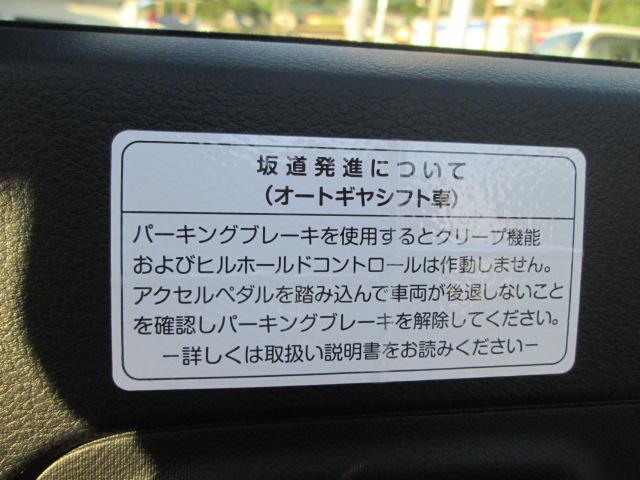 坂道発進について
(オートギヤシフト車)
パーキングブレーキを使用するとクリープ機能
およびヒルホールドコントロールは作動しません。
アクセルペダルを踏み込んで車両が後退しないこと
を確認しパーキングブレーキを解除してください。
ー詳しくは取扱い説明書をお読みくださいー